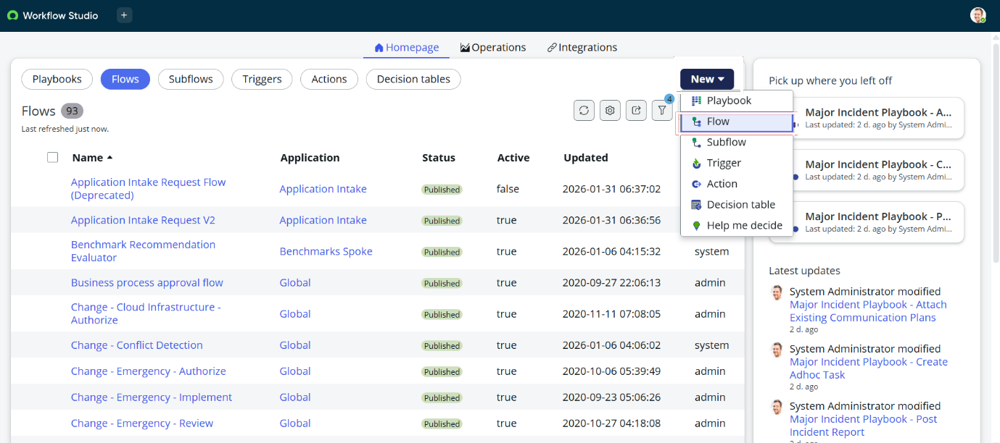 Workflow Studio
+
Homepage
Operations
Integrations
Playbooks
Flows
Subflows
Triggers
Actions
Decision tables
New
Flows 93
Last refreshed just now.
4
Playbook
Flow
Subflow
Trigger
Action
Decision table
Help me decide
Name Application Status Active Updated
Application Intake Request Flow
(Deprecated)
Application Intake Published false 2026-01-31 06:37:02
Application Intake Request V2 Application Intake Published true 2026-01-31 06:36:56
Benchmark Recommendation
Evaluator
Benchmarks Spoke Published true 2026-01-06 04:15:32 system
Business process approval flow Global Published true 2020-09-27 22:06:13 admin
Change - Cloud Infrastructure -
Authorize
Global Published true 2020-11-11 07:08:05 admin
Change - Conflict Detection Global Published true 2026-01-06 04:06:02 system
Change - Emergency - Authorize Global Published true 2020-10-06 05:39:49 admin
Change - Emergency - Implement Global Published true 2020-09-23 05:06:26 admin
Change - Emergency - Review Global Published true 2020-10-27 04:18:08 admin
Pick up where you left off
Major Incident Playbook - A...
Last updated: 2 d. ago by System Admi...
Major Incident Playbook - C...
Last updated: 2 d. ago by System Admi...
Major Incident Playbook - P...
Last updated: 2 d. ago by System Admi...
Latest updates
System Administrator modified
Major Incident Playbook - Attach
Existing Communication Plans
2 d. ago
System Administrator modified
Major Incident Playbook - Create
Adhoc Task
2 d. ago
System Administrator modified
Major Incident Playbook - Post
Incident Report